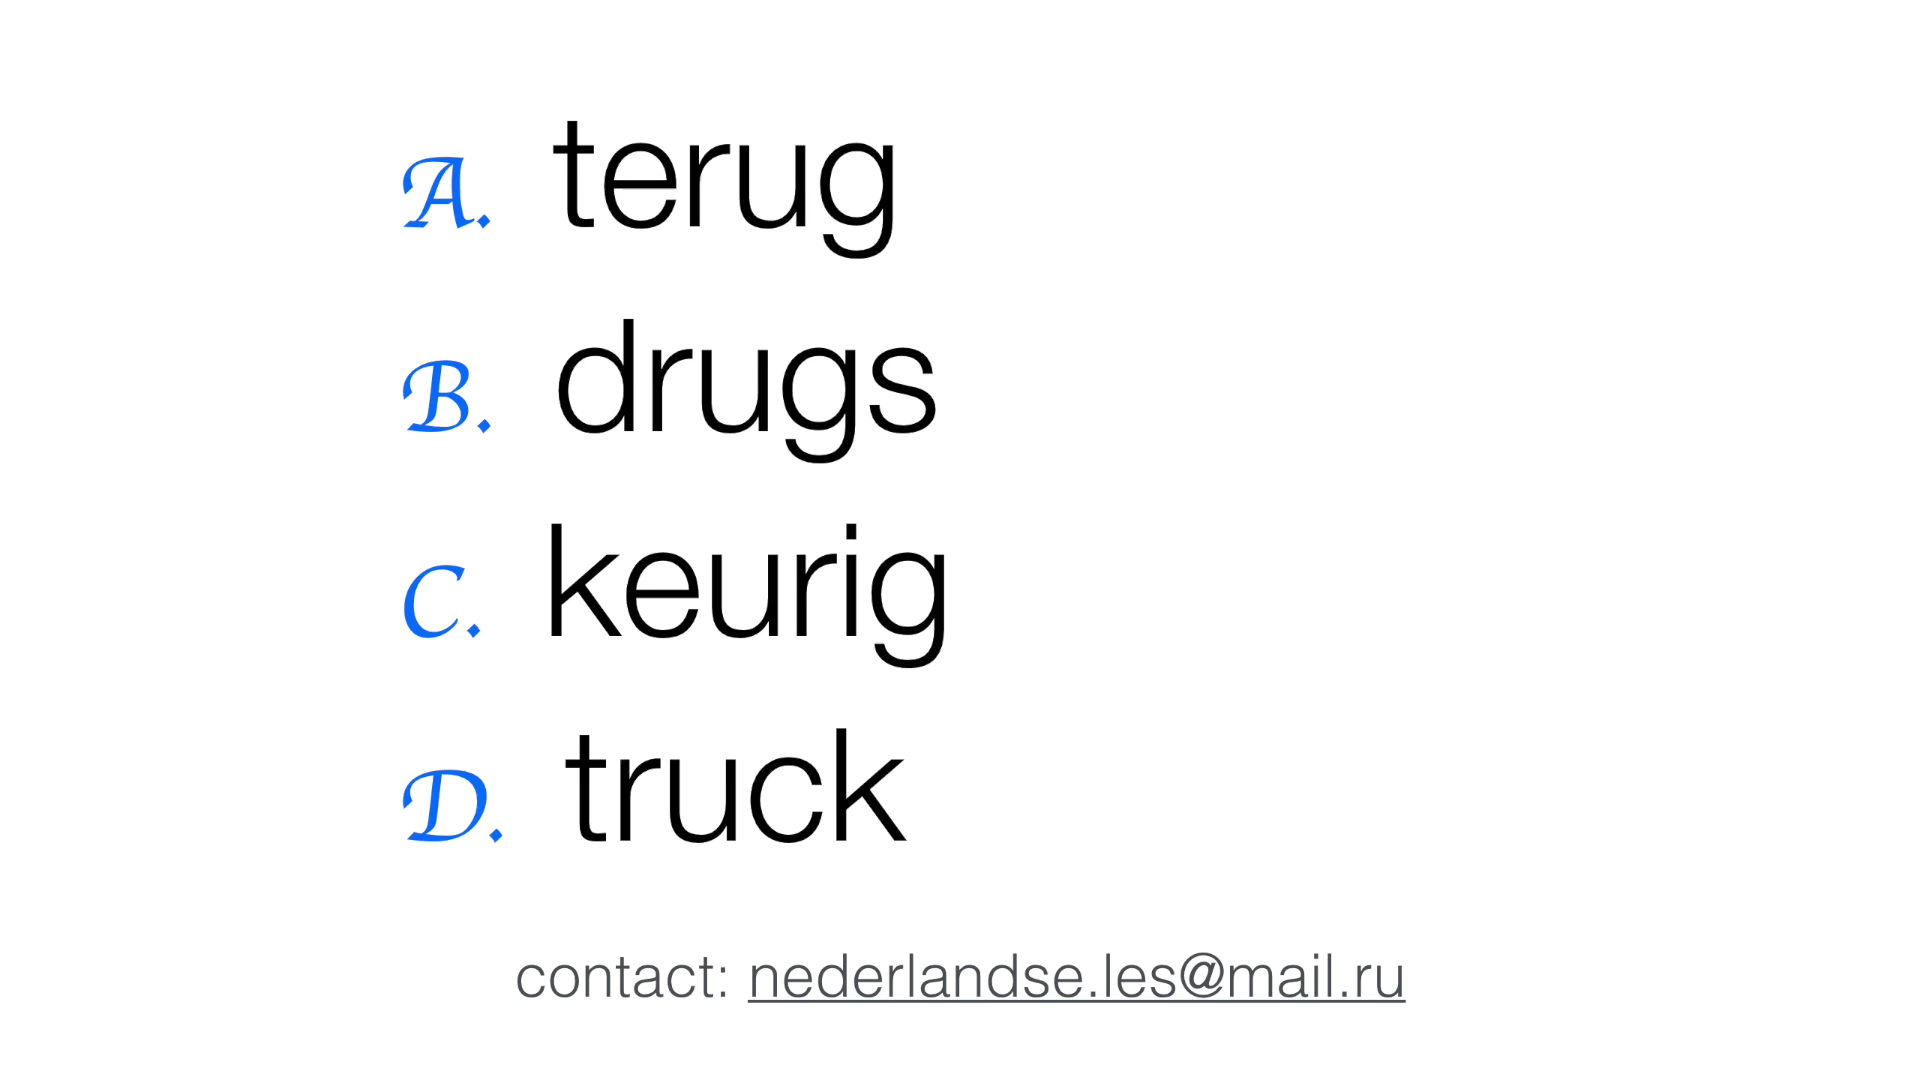 A. terug
B. drugs
C. keurig
D. truck
contact: nederlandse.les@mail.ru